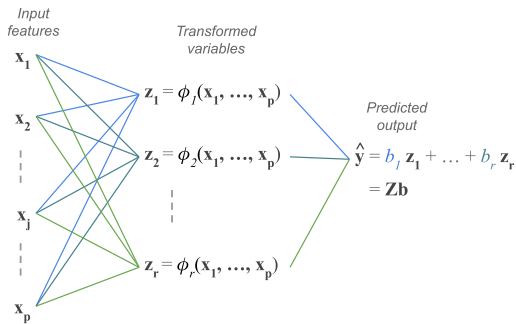 Input
features
Transformed
variables
Predicted
output
x₁
x₂
xⱼ
xₚ
z₁ = ϕ₁(x₁, …, xₚ)
z₂ = ϕ₂(x₁, …, xₚ)
zᵣ = ϕᵣ(x₁, …, xₚ)
ŷ = b₁ z₁ + … + bᵣ zᵣ
= Zb